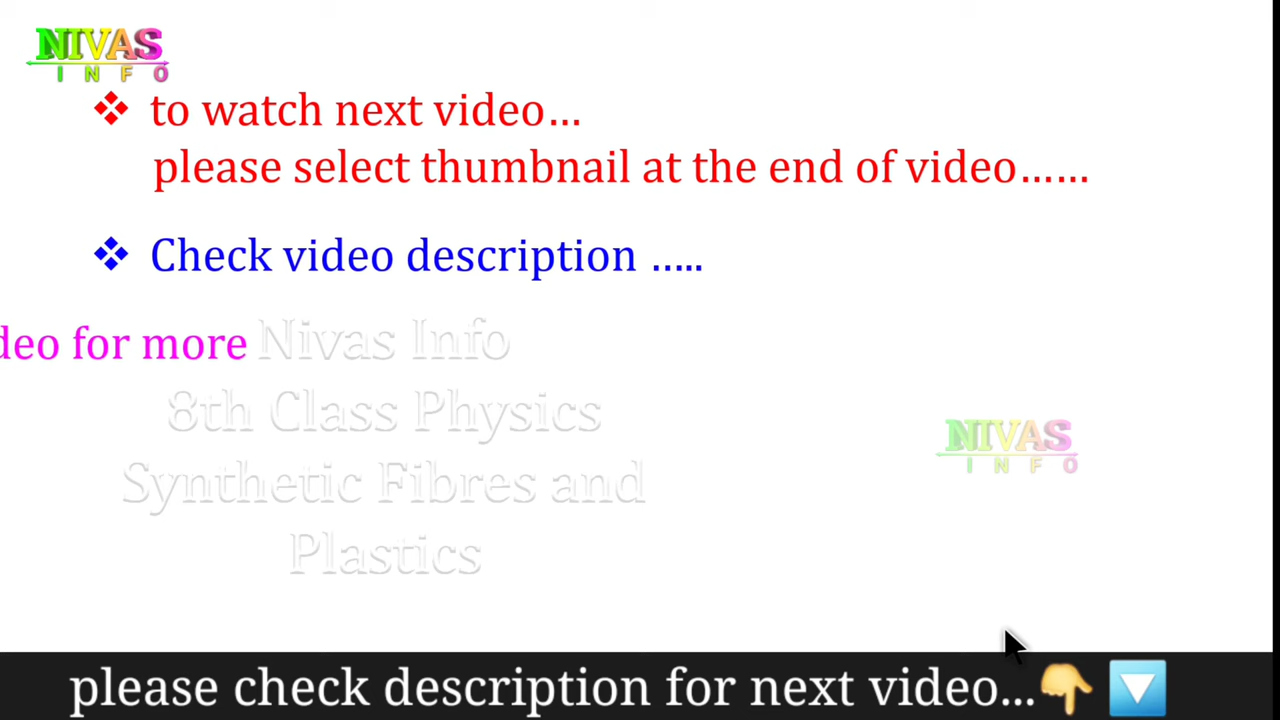 NIVAS
INFO
❖ to watch next video...
please select thumbnail at the end of video......
❖ Check video description .....
deo for more
Nivas Info
8th Class Physics
Synthetic Fibres and
Plastics
NIVAS
INFO
please check description for next video...👇🔽